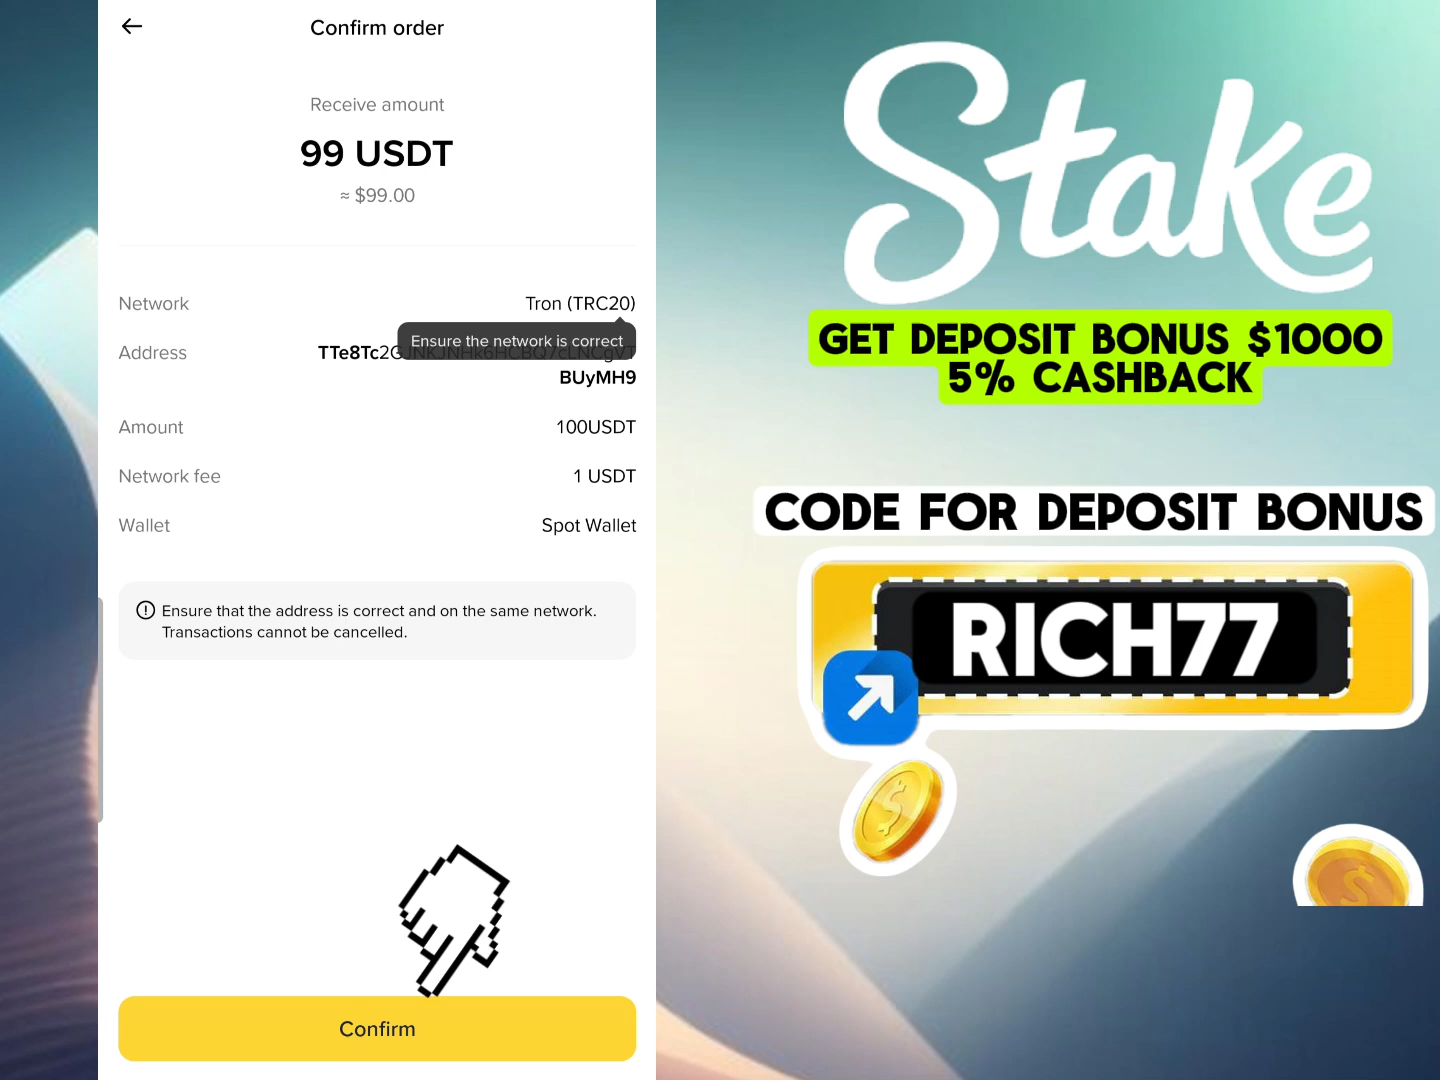 Confirm order
Receive amount
99 USDT
≈ $99.00
Network
Tron (TRC20)
Ensure the network is correct
Address
BUyMH9
Amount
100USDT
Network fee
1 USDT
Wallet
Spot Wallet
Ensure that the address is correct and on the same network.
Transactions cannot be cancelled.
Confirm
Stake
GET DEPOSIT BONUS $1000
5% CASHBACK
CODE FOR DEPOSIT BONUS
RICH77